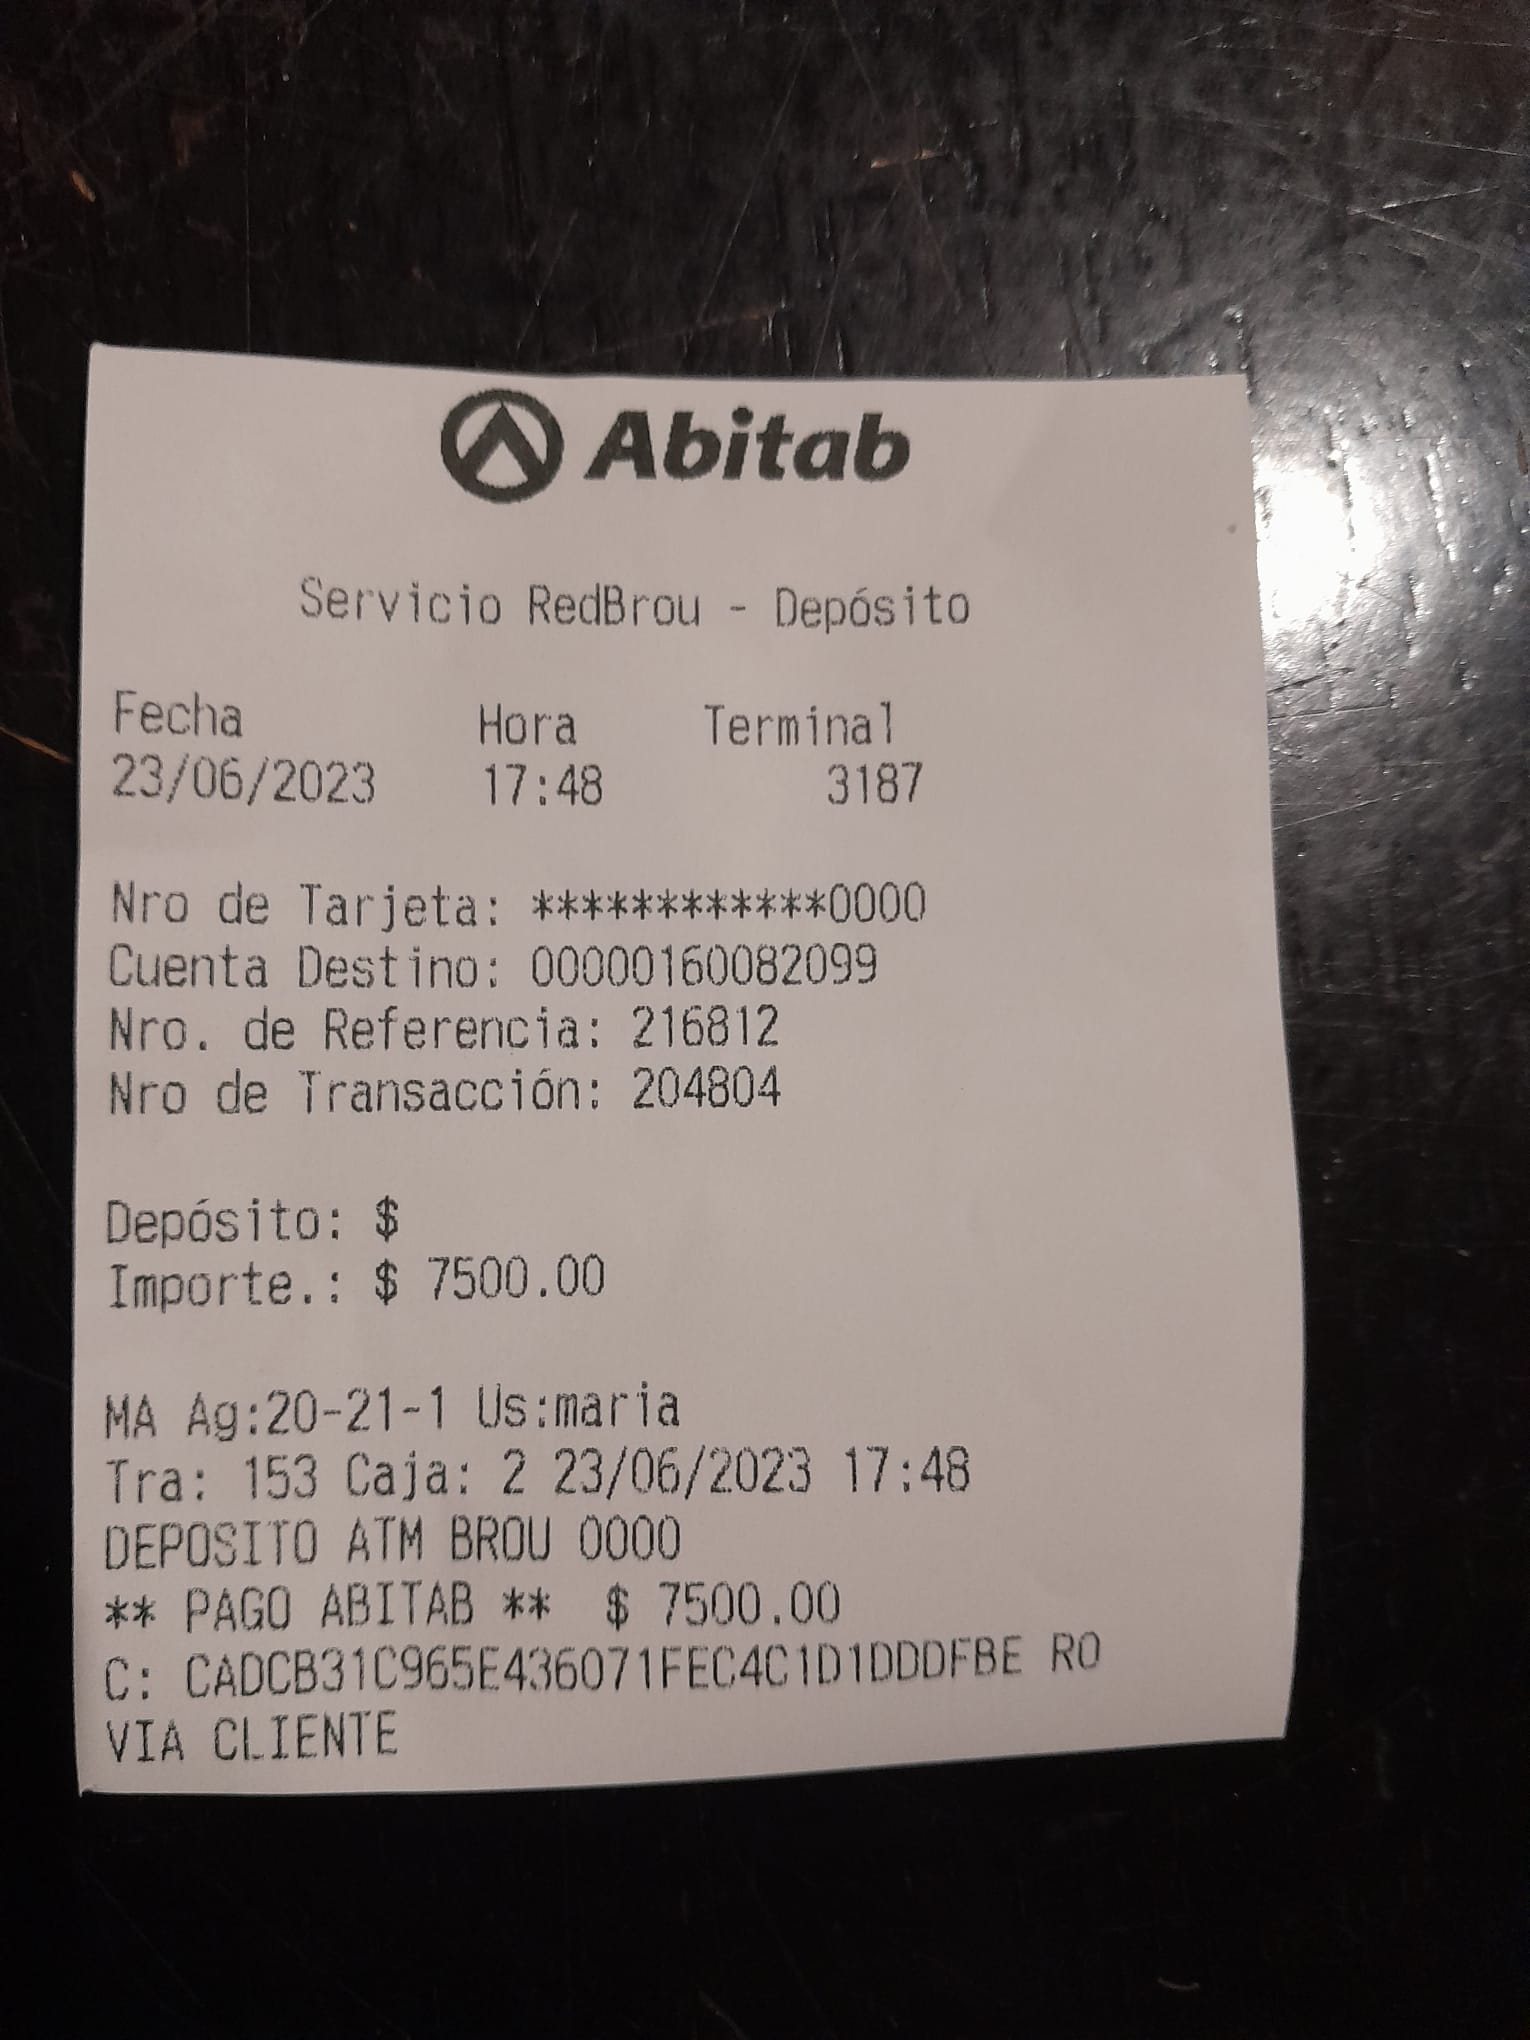 Abitab
Servicio RedBrou - Depósito
Fecha Hora Terminal
23/06/2023 17:48 3187
Nro de Tarjeta: ************0000
Cuenta Destino: 00000160082099
Nro. de Referencia: 216812
Nro de Transacción: 204804
Depósito: $
Importe.: $ 7500.00
MA Ag:20-21-1 Us:maria
Tra: 153 Caja: 2 23/06/2023 17:48
DEPOSITO ATM BROU 0000
** PAGO ABITAB ** $ 7500.00
C: CADCB31C965E436071FEC4C1D1DDDFBE RO
VIA CLIENTE